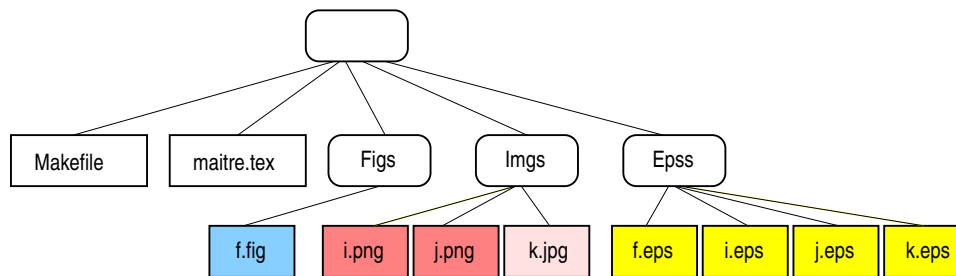 Makefile
maitre.tex
Figs
Imgs
Epss
f.fig
i.png
j.png
k.jpg
f.eps
i.eps
j.eps
k.eps